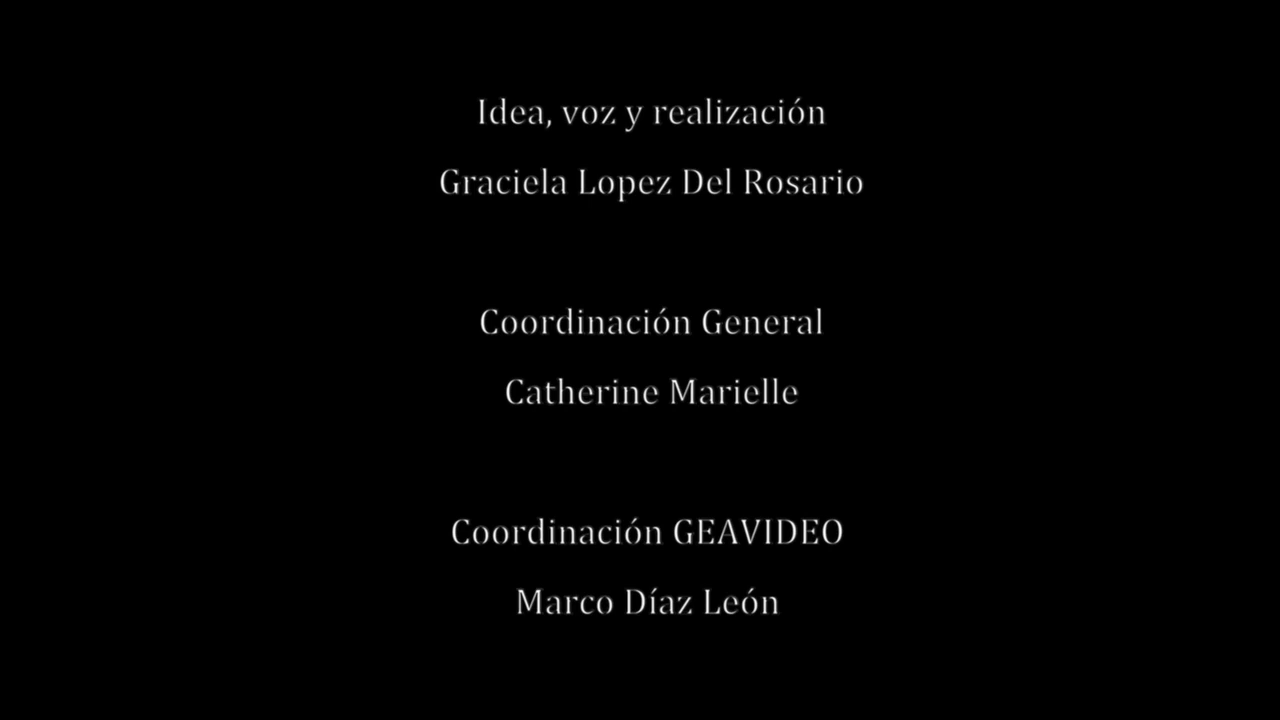 Idea, voz y realización
Graciela Lopez Del Rosario
Coordinación General
Catherine Marielle
Coordinación GEAVIDEO
Marco Díaz León